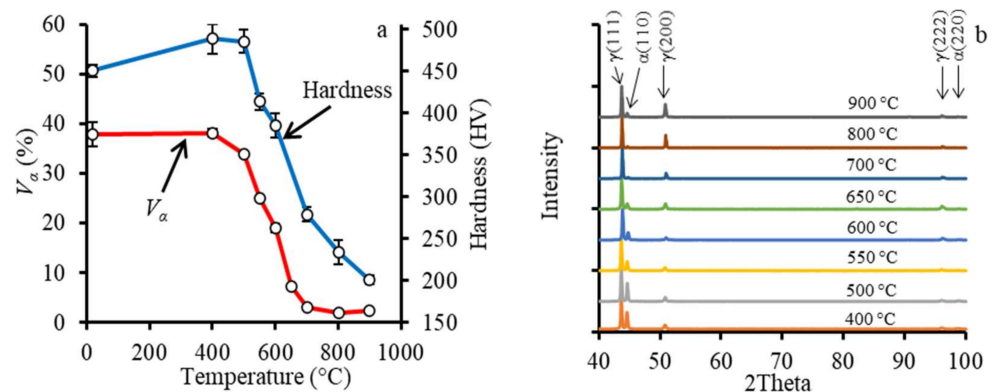 a
60
50
40
30
20
10
0
Vα (%)
500
450
400
350
300
250
200
150
Hardness (HV)
Hardness
Vα
0 200 400 600 800 1000
Temperature (°C)
b
γ(111)
α(110)
γ(200)
γ(222)
α(220)
900 °C
800 °C
700 °C
650 °C
600 °C
550 °C
500 °C
400 °C
Intensity
40 50 60 70 80 90 100
2Theta